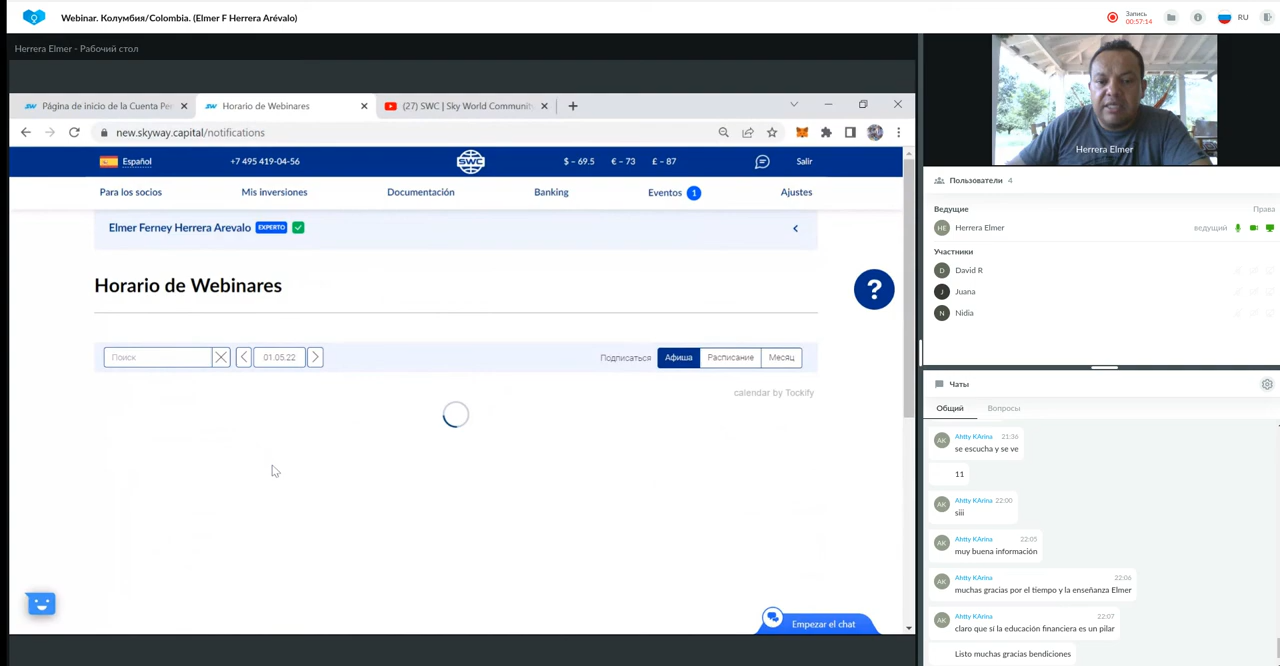 Webinar. Колумбия/Colombia. (Elmer F Herrera Arévalo)
Запись
00:57:14
RU
Herrera Elmer - Рабочий стол
Página de inicio de la Cuenta Per
Horario de Webinares
(27) SWC | Sky World Communit
new.skyway.capital/notifications
Español
+7 495 419-04-56
SWC
$ – 69.5
€ – 73
£ – 87
Salir
Para los socios
Mis inversiones
Documentación
Banking
Eventos 1
Ajustes
Elmer Ferney Herrera Arevalo EXPERTO
Horario de Webinares
?
Поиск
01.05.22
Подписаться
Афиша
Расписание
Месяц
calendar by Tockify
Empezar el chat
Herrera Elmer
Пользователи 4
Ведущие
Права
HE
Herrera Elmer
ведущий
Участники
D
David R
J
Juana
N
Nidia
Чаты
Общий
Вопросы
AK
Ahtty KArina 21:36
se escucha y se ve
11
AK
Ahtty KArina 22:00
siii
AK
Ahtty KArina 22:05
muy buena información
AK
Ahtty KArina 22:06
muchas gracias por el tiempo y la enseñanza Elmer
AK
Ahtty KArina 22:07
claro que sí la educación financiera es un pilar
Listo muchas gracias bendiciones